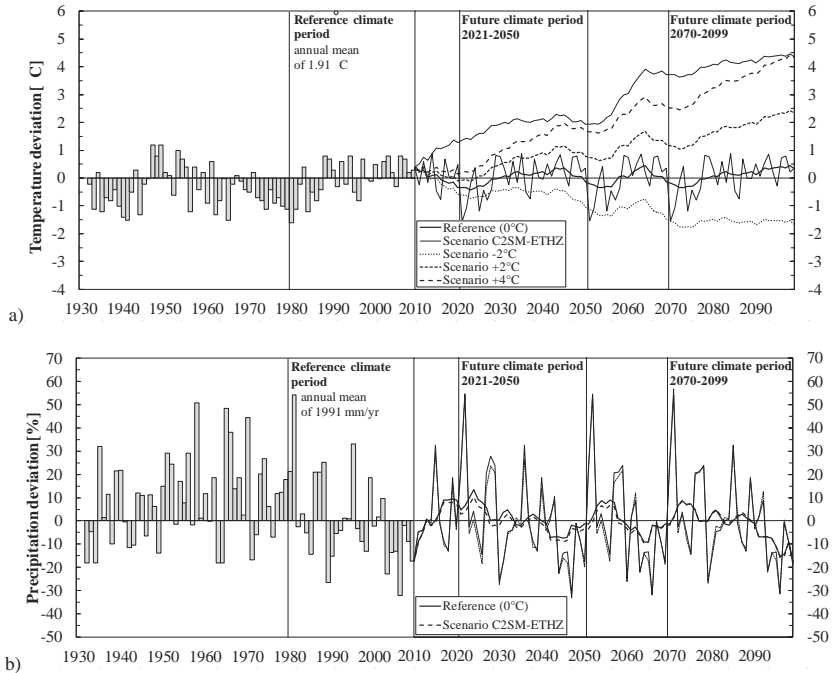 6
5
4
3
2
1
0
-1
-2
-3
-4
Temperature deviation [ C]
Reference climate
period
annual mean
of 1.91 °C
Future climate period
2021-2050
Future climate period
2070-2099
6
5
4
3
2
1
0
-1
-2
-3
-4
Reference (0°C)
Scenario C2SM-ETHZ
Scenario -2°C
Scenario +2°C
Scenario +4°C
1930 1940 1950 1960 1970 1980 1990 2000 2010 2020 2030 2040 2050 2060 2070 2080 2090
a)
70
60
50
40
30
20
10
0
-10
-20
-30
-40
-50
Precipitation deviation [%]
Reference climate
period
annual mean
of 1991 mm/yr
Future climate period
2021-2050
Future climate period
2070-2099
70
60
50
40
30
20
10
0
-10
-20
-30
-40
-50
Reference (0°C)
Scenario C2SM-ETHZ
1930 1940 1950 1960 1970 1980 1990 2000 2010 2020 2030 2040 2050 2060 2070 2080 2090
b)